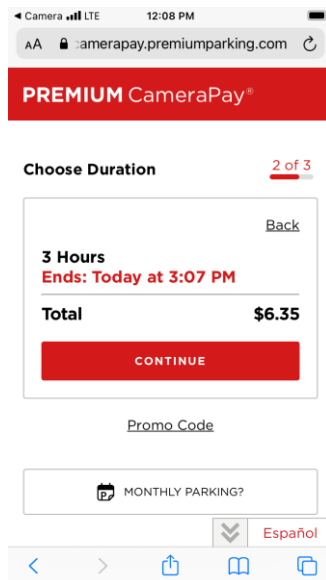 Camera LTE 12:08 PM
AA camerapay.premiumparking.com
PREMIUM CameraPay®
Choose Duration 2 of 3
Back
3 Hours
Ends: Today at 3:07 PM
Total $6.35
CONTINUE
Promo Code
MONTHLY PARKING?
Español